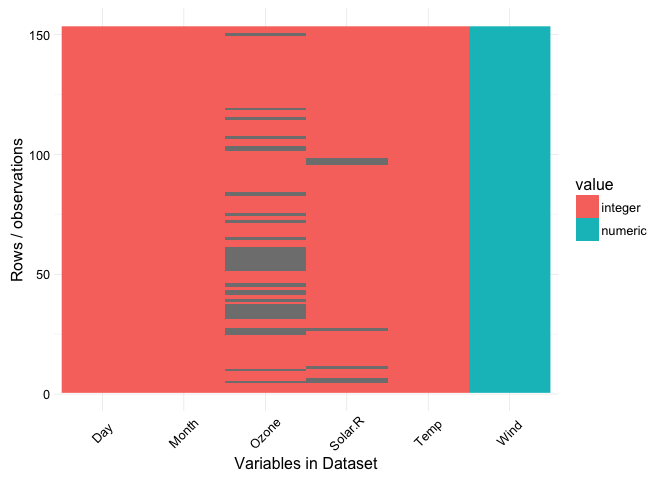 150
100
50
0
Rows / observations
Day
Month
Ozone
Solar.R
Temp
Wind
Variables in Dataset
value
integer
numeric